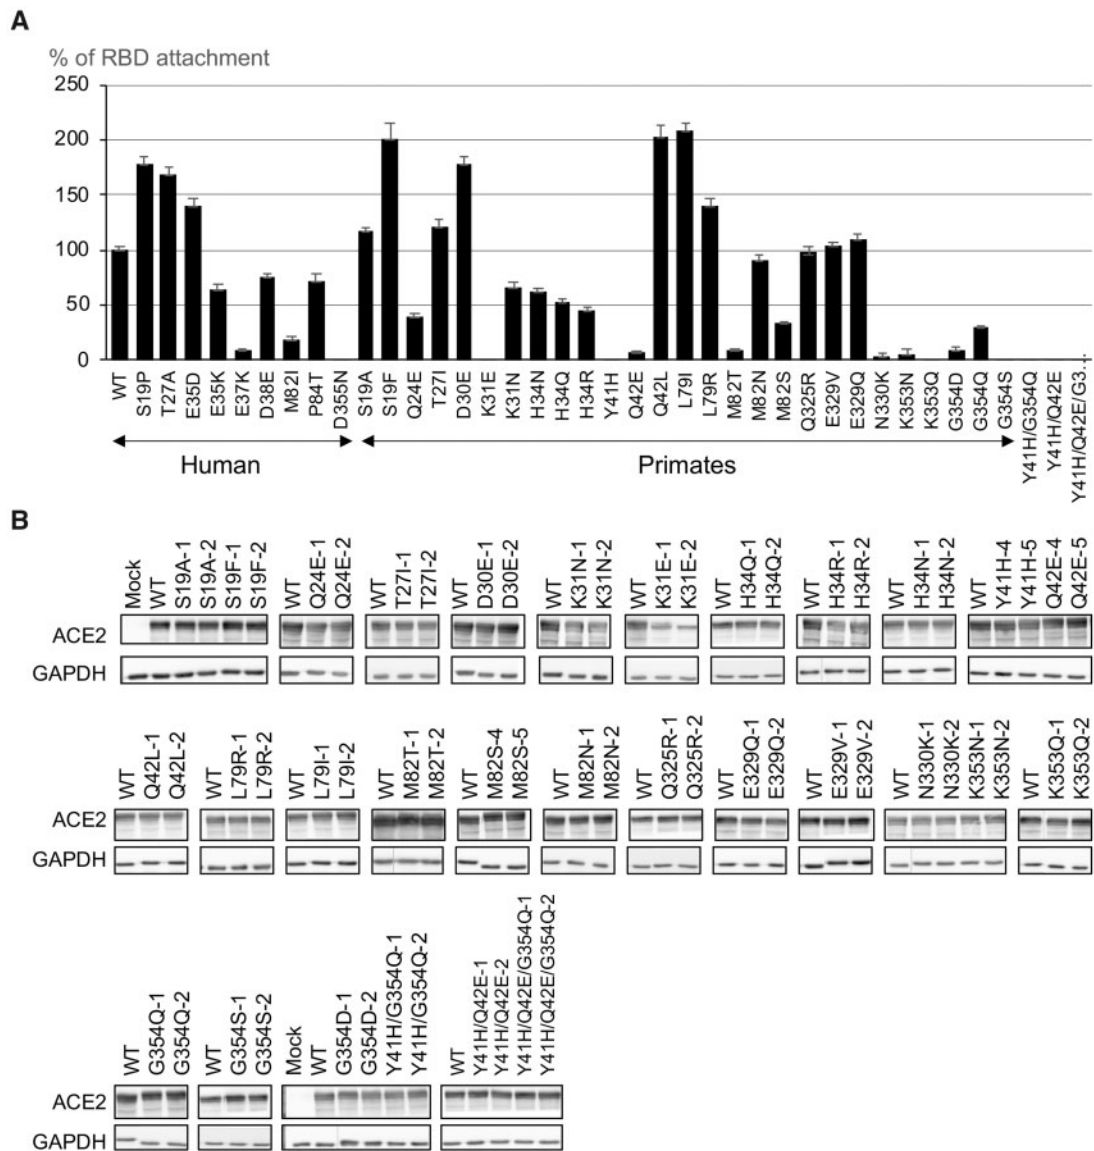 A
% of RBD attachment
250
200
150
100
50
0
WT
S19P
T27A
E35D
E35K
E37K
D38E
M82I
P84T
D355N
S19A
S19F
Q24E
T27I
D30E
K31E
K31N
H34N
H34Q
H34R
Y41H
Q42E
Q42L
L79I
L79R
M82T
M82N
M82S
Q325R
E329V
E329Q
N330K
K353N
K353Q
G354D
G354Q
G354S
Y41H/G354Q
Y41H/Q42E
Y41H/Q42E/G3...
Human
Primates
B
Mock
WT
S19A-1
S19A-2
S19F-1
S19F-2
WT
Q24E-1
Q24E-2
WT
T27I-1
T27I-2
WT
D30E-1
D30E-2
WT
K31N-1
K31N-2
WT
K31E-1
K31E-2
WT
H34Q-1
H34Q-2
WT
H34R-1
H34R-2
WT
H34N-1
H34N-2
WT
Y41H-4
Y41H-5
Q42E-4
Q42E-5
ACE2
GAPDH
WT
Q42L-1
Q42L-2
WT
L79R-1
L79R-2
WT
L79I-1
L79I-2
WT
M82T-1
M82T-2
WT
M82S-4
M82S-5
WT
M82N-1
M82N-2
WT
Q325R-1
Q325R-2
WT
E329Q-1
E329Q-2
WT
E329V-1
E329V-2
WT
N330K-1
N330K-2
K353N-1
K353N-2
WT
K353Q-1
K353Q-2
ACE2
GAPDH
WT
G354Q-1
G354Q-2
WT
G354S-1
G354S-2
Mock
WT
G354D-1
G354D-2
Y41H/G354Q-1
Y41H/G354Q-2
WT
Y41H/Q42E-1
Y41H/Q42E-2
Y41H/Q42E/G354Q-1
Y41H/Q42E/G354Q-2
ACE2
GAPDH